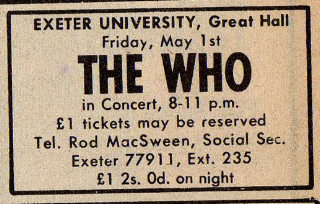 EXETER UNIVERSITY, Great Hall
Friday, May 1st
THE WHO
in Concert, 8-11 p.m.
£1 tickets may be reserved
Tel. Rod MacSween, Social Sec.
Exeter 77911, Ext. 235
£1 2s. 0d. on night